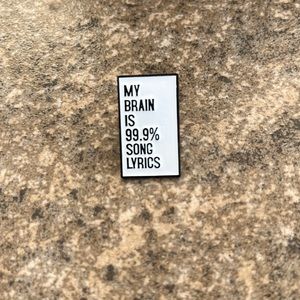 MY
BRAIN
IS
99.9%
SONG
LYRICS